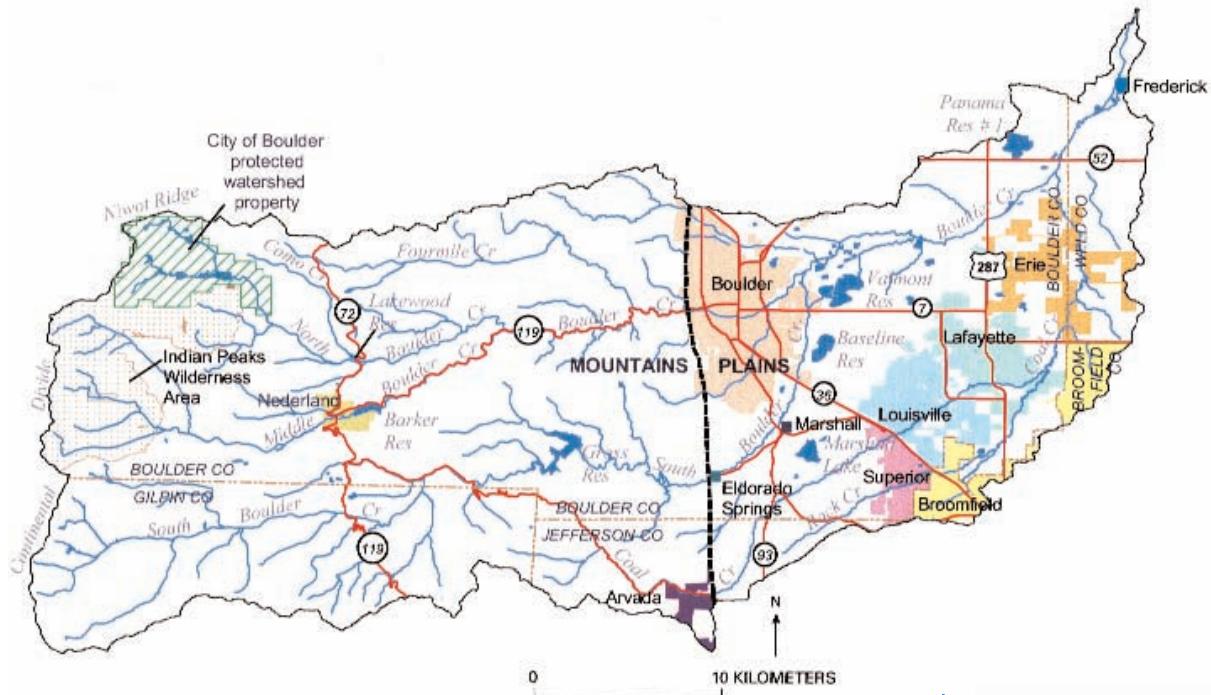 Frederick
Panama
Res # 1
52
City of Boulder
protected
watershed
property
Niwot Ridge
BOULDER CO
WELD CO
Boulder Cr
Como Cr
Fourmile Cr
287
Erie
Boulder
Valmont
Res
72
Lakewood
Res
7
North
Boulder Cr
119
Boulder Cr
Lafayette
Baseline
Res
Coal Cr
Indian Peaks
Wilderness
Area
MOUNTAINS
PLAINS
BROOM-
FIELD
CO
Divide
Nederland
Middle
Boulder Cr
Barker
Res
36
Louisville
Marshall
Marshall
Lake
Gross
Res
South
Boulder
Cr
Superior
BOULDER CO
GILPIN CO
Eldorado
Springs
Broomfield
Rock Cr
Continental
South
Boulder
Cr
BOULDER CO
JEFFERSON CO
119
93
Coal
Cr
Arvada
N
0
10 KILOMETERS